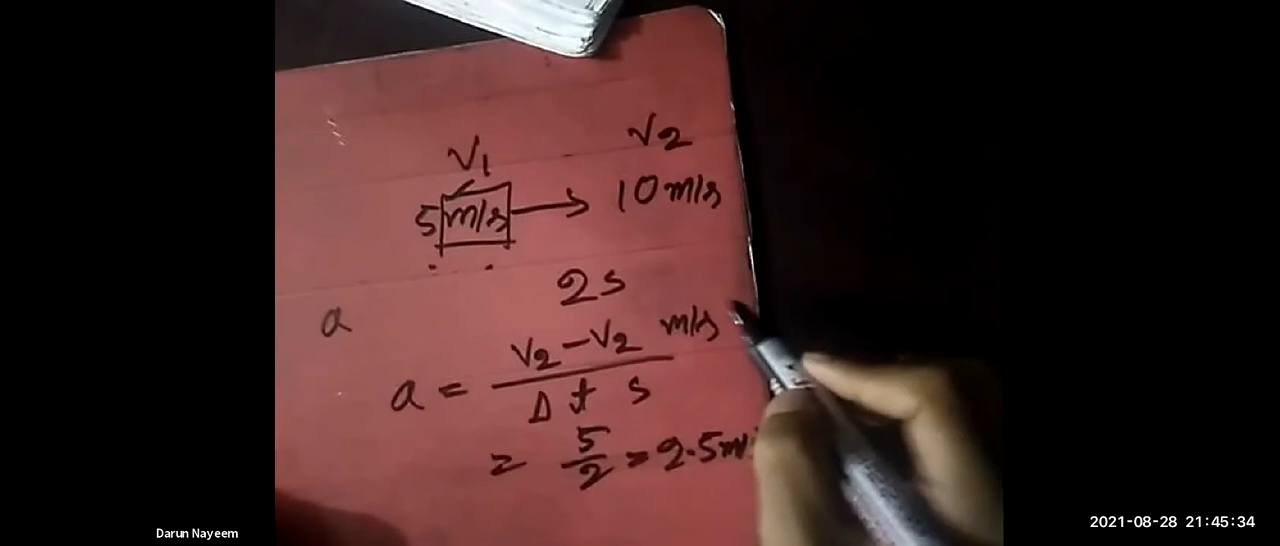 V1 V2
5 m/s → 10 m/s
2s
a
a = V2 - V2 m/s
Δt s
= 5/2 = 2.5 m/
Darun Nayeem
2021-08-28 21:45:34